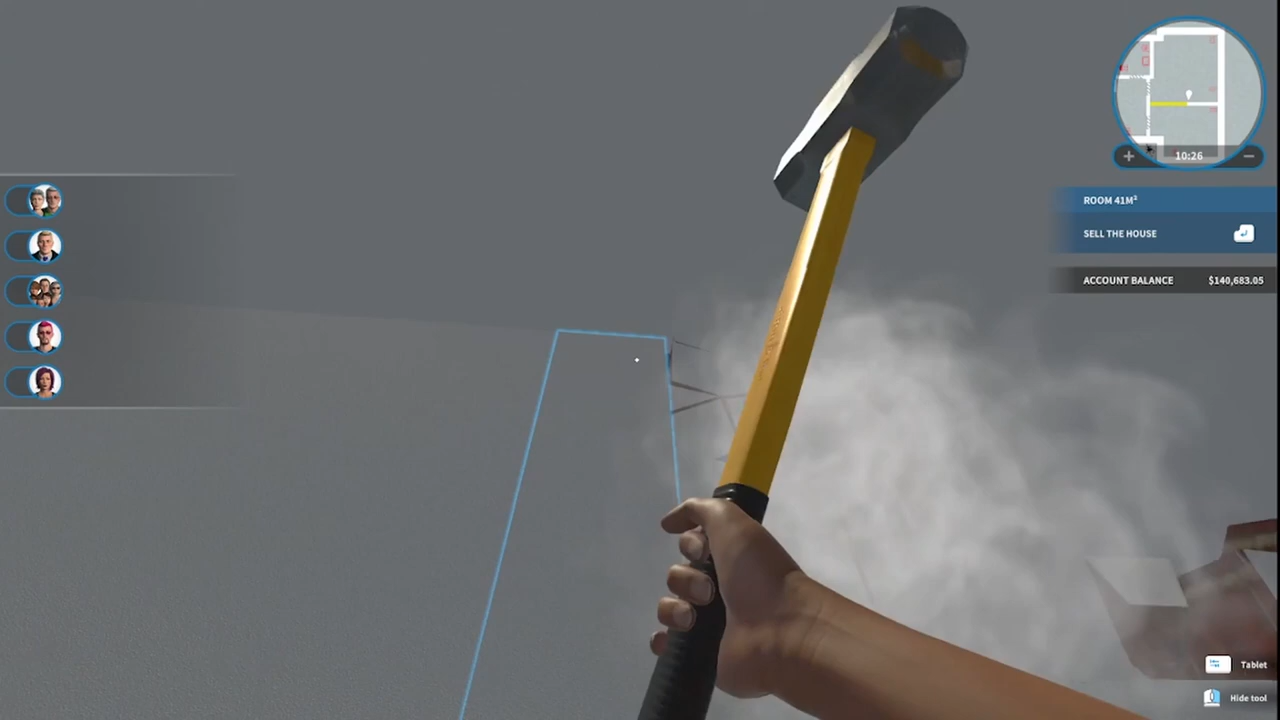 10:26
ROOM 41M²
SELL THE HOUSE
ACCOUNT BALANCE $140,683.05
Tablet
Hide tool